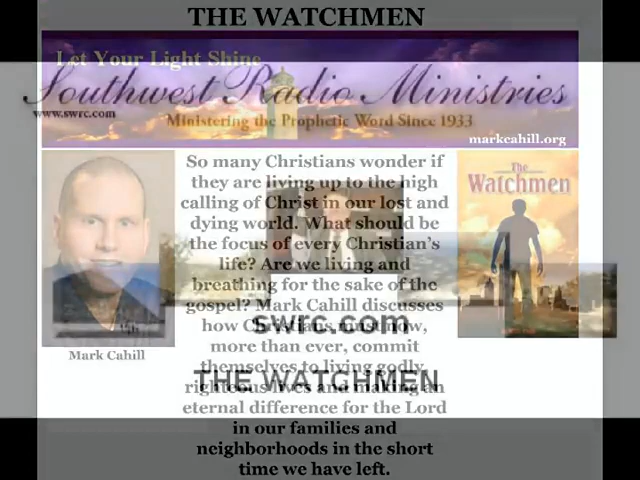 THE WATCHMEN
Let Your Light Shine
Southwest Radio Ministries
www.swrc.com
Ministering the Prophetic Word Since 1933
markcahill.org
So many Christians wonder if
they are living up to the high
calling of Christ in our lost and
dying world. What should be
the focus of every Christian's
life? Are we living and
breathing for the sake of the
gospel? Mark Cahill discusses
how Christians must now,
more than ever, commit
themselves to living godly,
righteous lives and making an
eternal difference for the Lord
in our families and
neighborhoods in the short
time we have left.
Mark Cahill
The
Watchmen
swrc.com
THE WATCHMEN